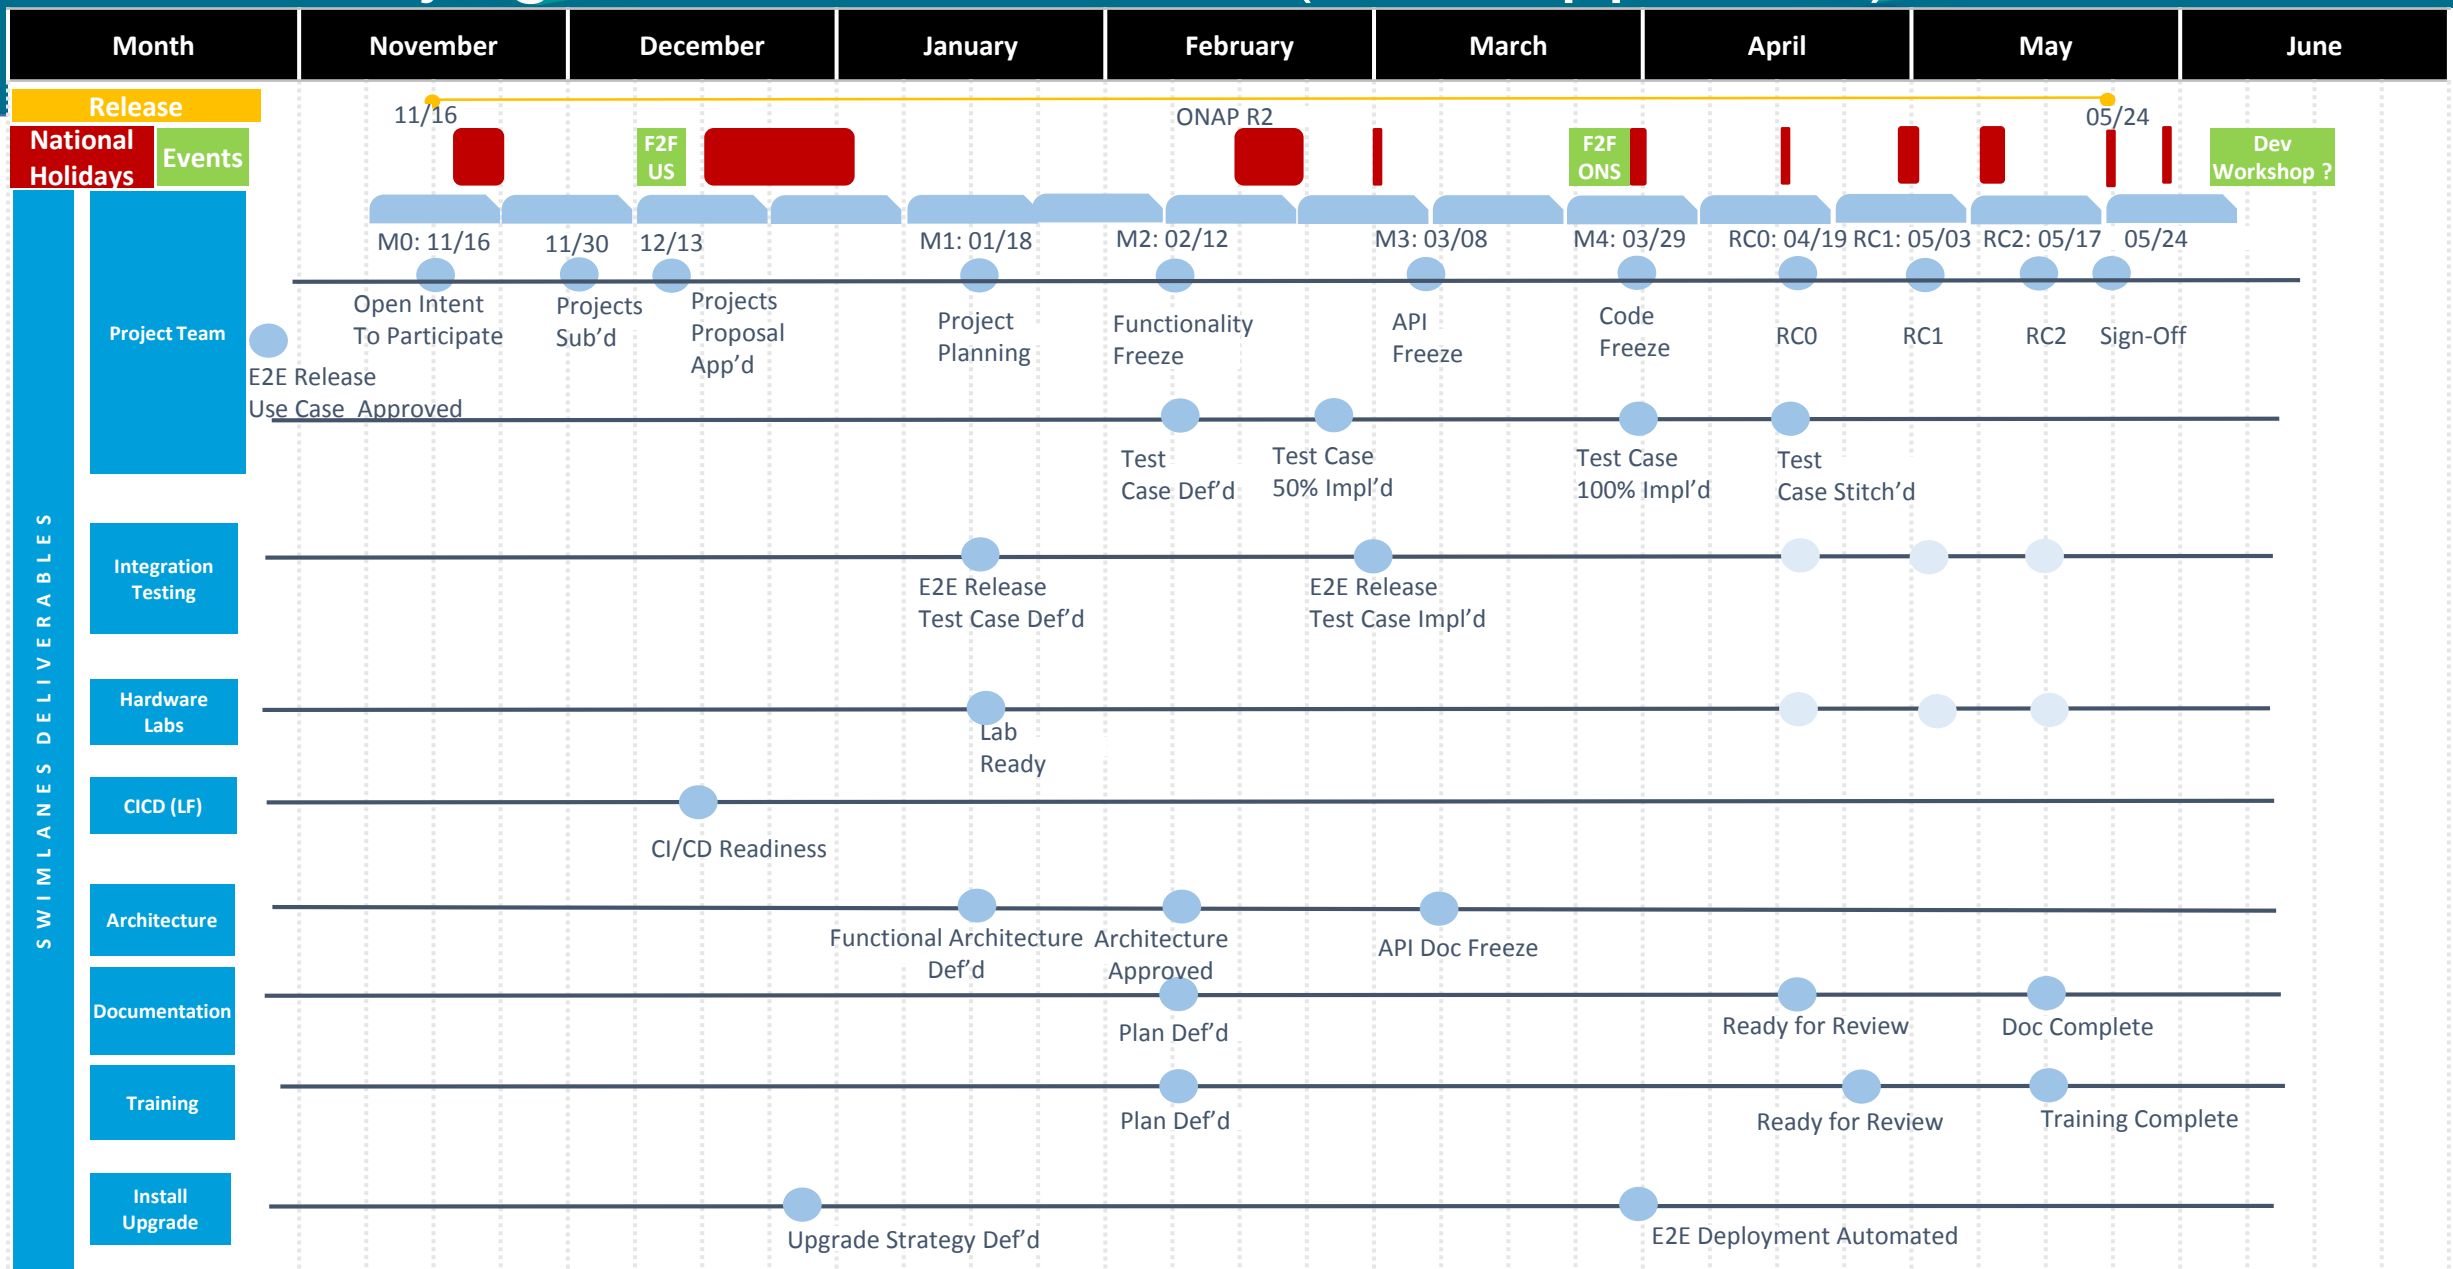 Month November December January February March April May June
Release
11/16
ONAP R2
05/24
National
Holidays
Events
F2F
US
F2F
ONS
Dev
Workshop ?
SWIMLANES DELIVERABLES
Project Team
M0: 11/16
11/30
12/13
M1: 01/18
M2: 02/12
M3: 03/08
M4: 03/29
RC0: 04/19
RC1: 05/03
RC2: 05/17
05/24
Open Intent
To Participate
Projects
Sub’d
Projects
Proposal
App’d
Project
Planning
Functionality
Freeze
API
Freeze
Code
Freeze
RC0
RC1
RC2
Sign-Off
E2E Release
Use Case Approved
Test
Case Def’d
Test Case
50% Impl’d
Test Case
100% Impl’d
Test
Case Stitch’d
Integration
Testing
E2E Release
Test Case Def’d
E2E Release
Test Case Impl’d
Hardware
Labs
Lab
Ready
CICD (LF)
CI/CD Readiness
Architecture
Functional Architecture
Def’d
Architecture
Approved
API Doc Freeze
Documentation
Plan Def’d
Ready for Review
Doc Complete
Training
Plan Def’d
Ready for Review
Training Complete
Install
Upgrade
Upgrade Strategy Def’d
E2E Deployment Automated